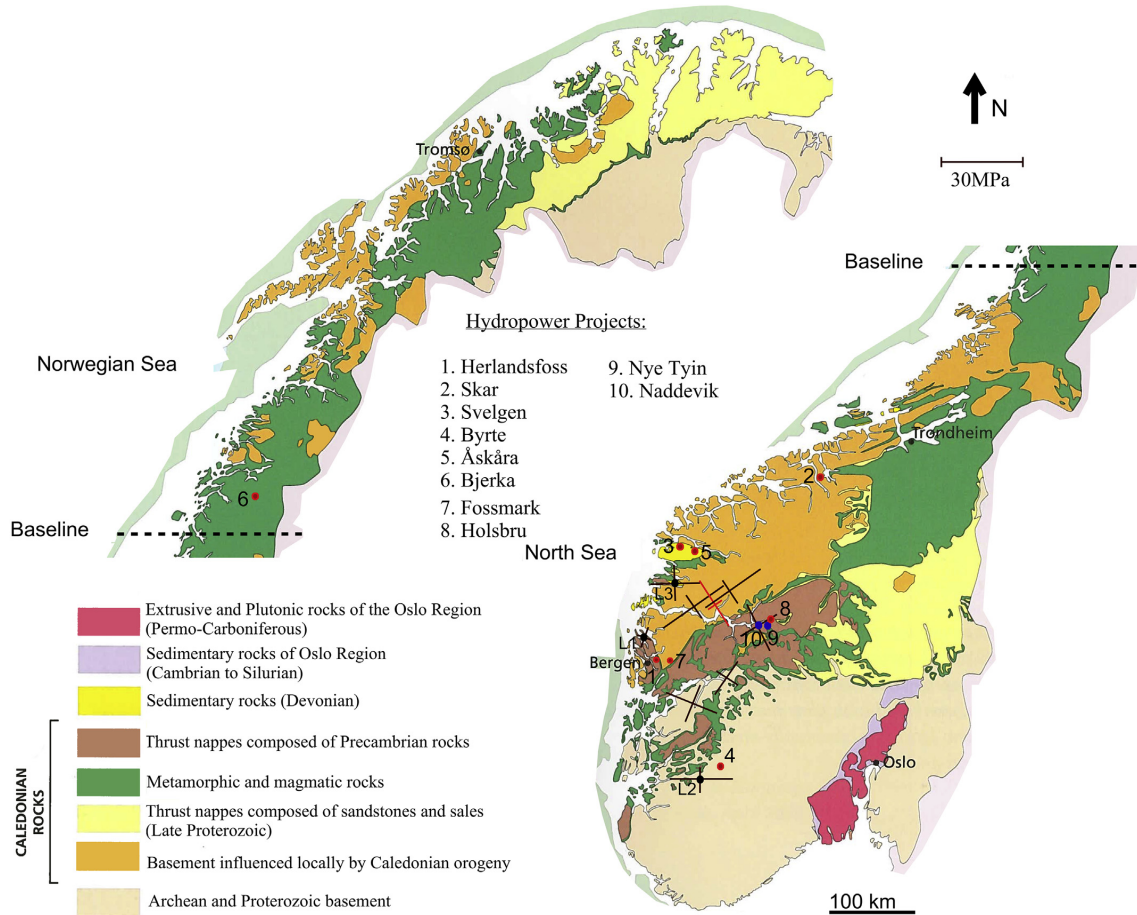 Tromsø
N
30MPa
Baseline
Norwegian Sea
Hydropower Projects:
1. Herlandsfoss
2. Skar
3. Svelgen
4. Byrte
5. Åskåra
6. Bjerka
7. Fossmark
8. Holsbru
9. Nye Tyin
10. Naddevik
6
Baseline
Trondheim
2
North Sea
3
5
L3
8
10
9
L1
Bergen
1
7
4
L2
Oslo
Extrusive and Plutonic rocks of the Oslo Region
(Permo-Carboniferous)
Sedimentary rocks of Oslo Region
(Cambrian to Silurian)
Sedimentary rocks (Devonian)
CALEDONIAN
ROCKS
Thrust nappes composed of Precambrian rocks
Metamorphic and magmatic rocks
Thrust nappes composed of sandstones and sales
(Late Proterozoic)
Basement influenced locally by Caledonian orogeny
Archean and Proterozoic basement
100 km